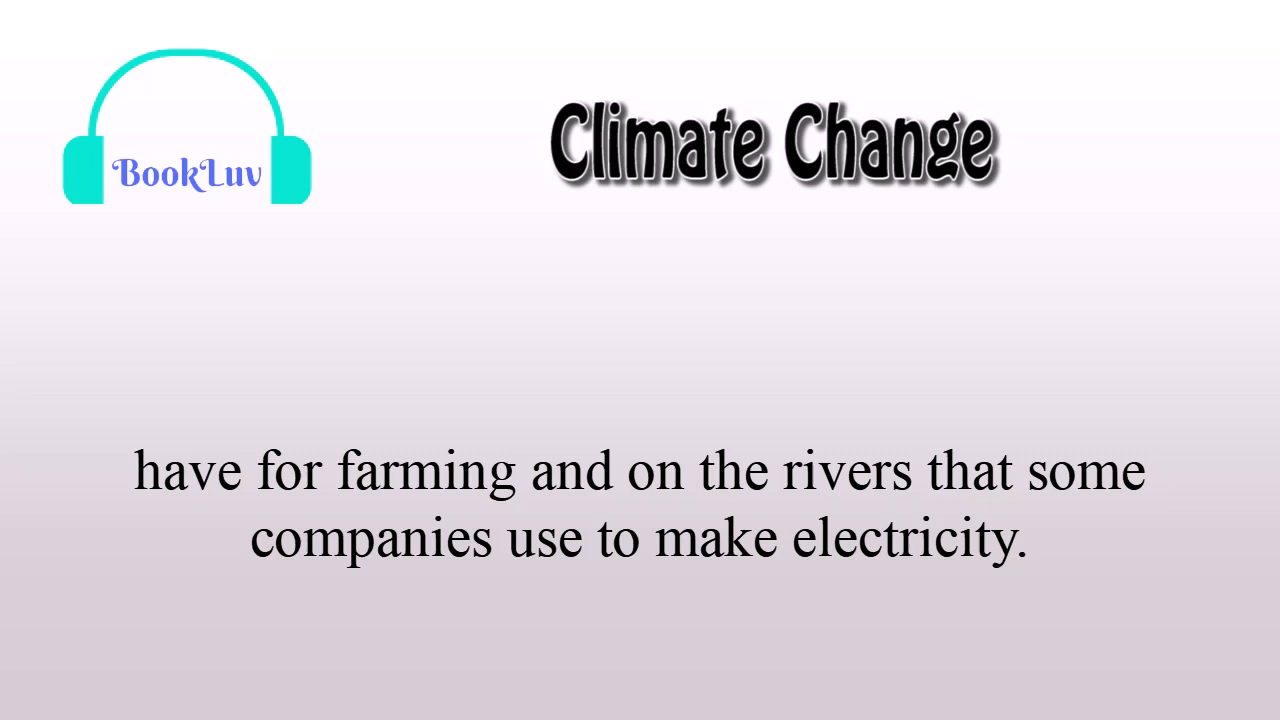 BookLuv
Climate Change
have for farming and on the rivers that some
companies use to make electricity.